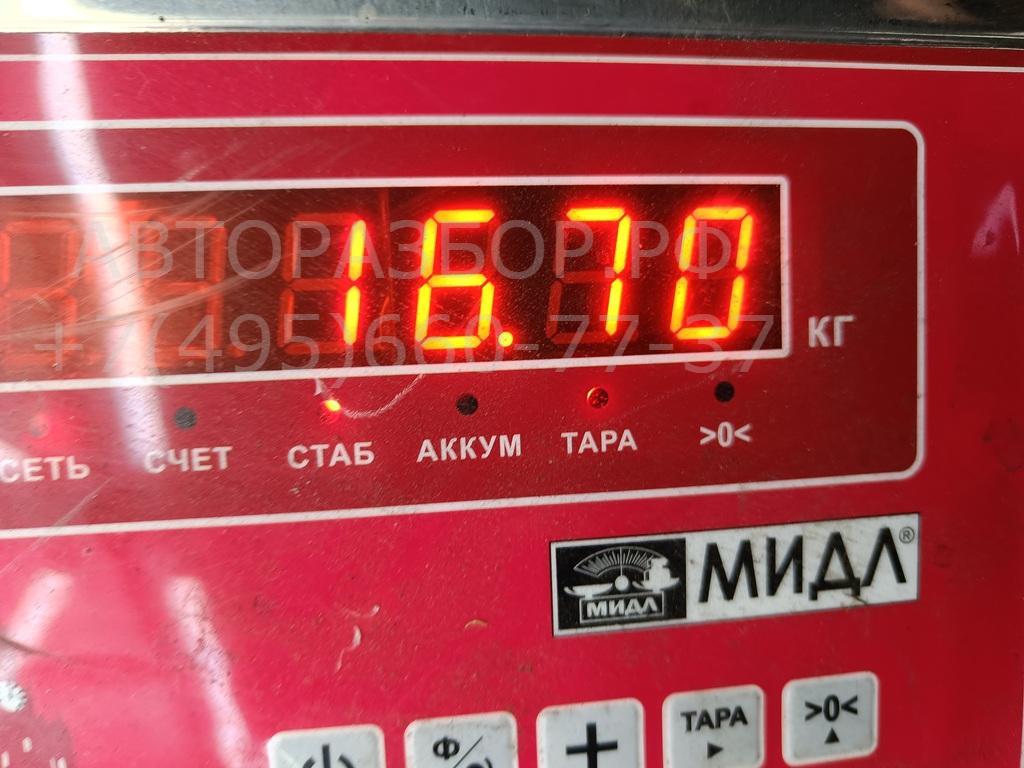 16.70
КГ
АВТОРАЗБОР.РФ
+7(495)660-77-37
СЕТЬ СЧЕТ СТАБ АККУМ ТАРА >0<
МИДЛ МИДЛ®
Ф/ + ТАРА >0<